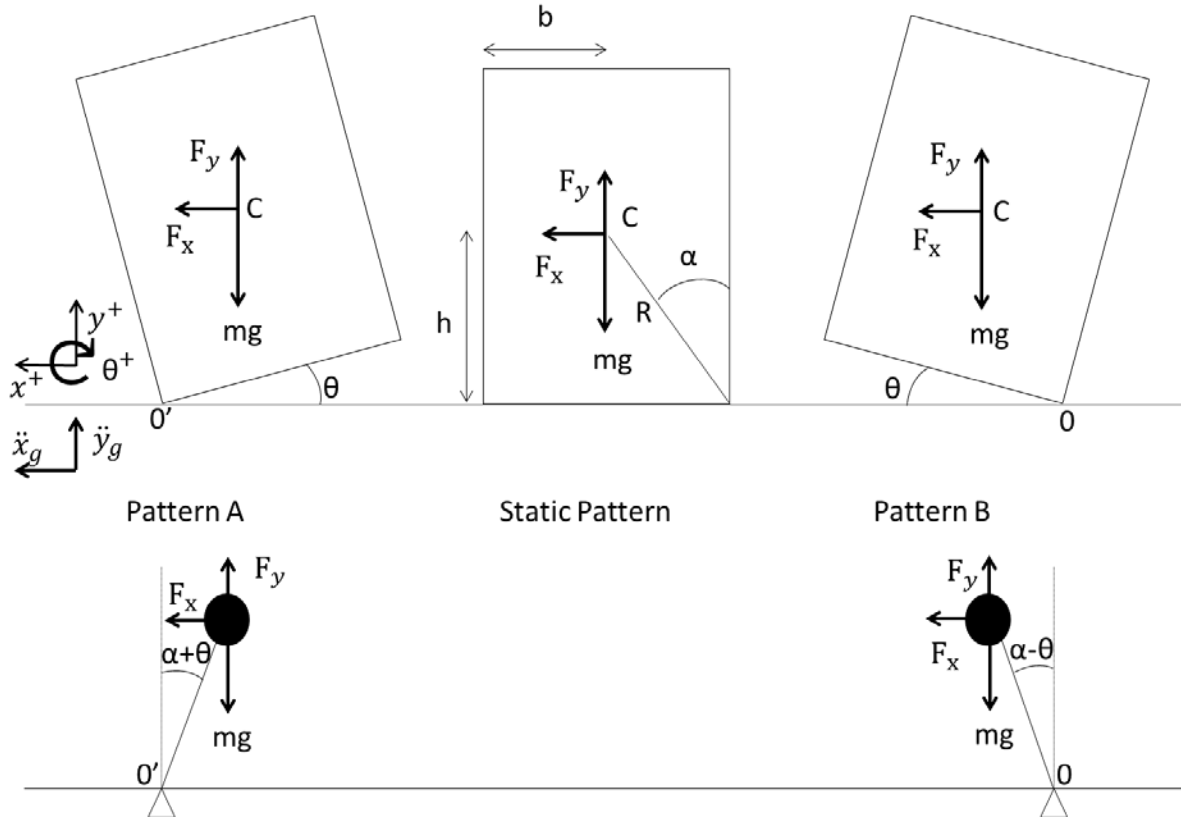 b
F_y
C
F_x
mg
F_y
C
F_x
mg
α
R
h
F_y
C
F_x
mg
y⁺
x⁺
θ⁺
θ
θ
0'
0
ẍ_g
ÿ_g
Pattern A
Static Pattern
Pattern B
F_y
F_x
α+θ
mg
0'
F_y
F_x
α-θ
mg
0